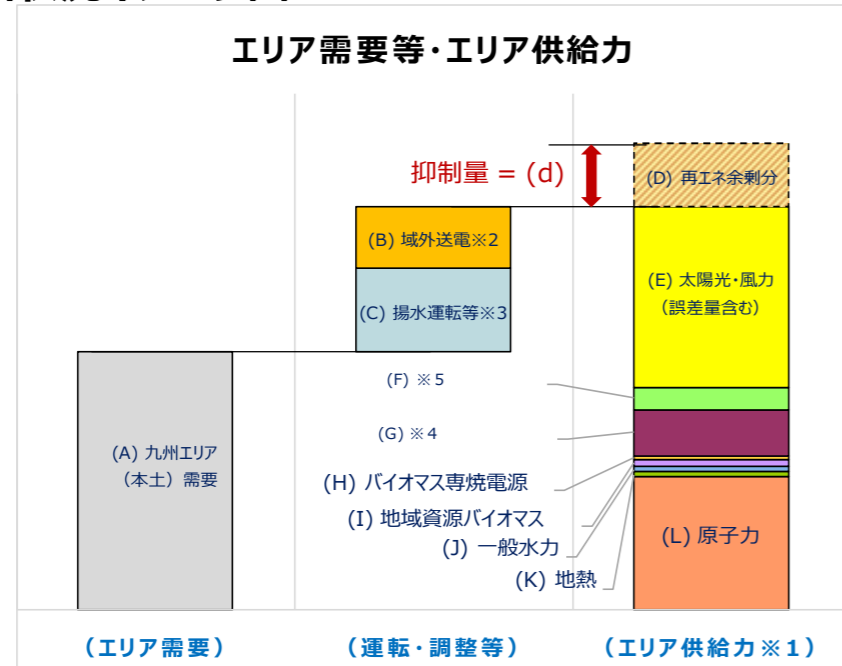 エリア需要等・エリア供給力
抑制量 = (d)
(D) 再エネ余剰分
(B) 域外送電※2
(C) 揚水運転等※3
(E) 太陽光・風力
（誤差量含む）
(F) ※5
(G) ※4
(A) 九州エリア
（本土）需要
(H) バイオマス専焼電源
(I) 地域資源バイオマス
(J) 一般水力
(K) 地熱
(L) 原子力
（エリア需要）
（運転・調整等）
（エリア供給力※1）